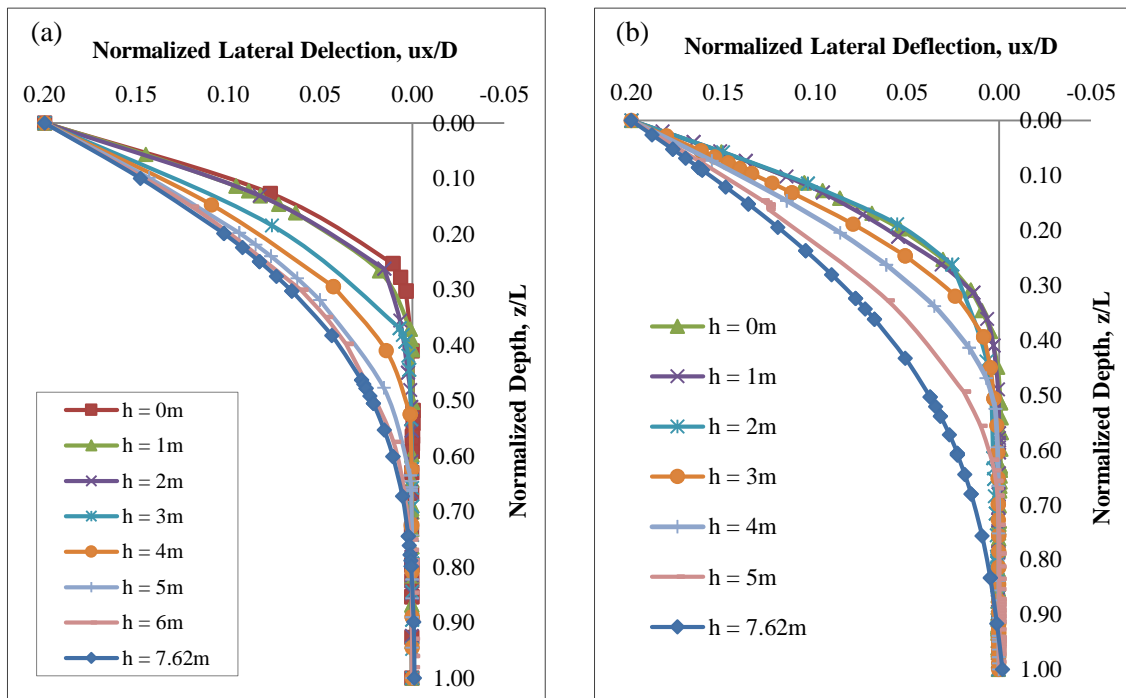 (a)
Normalized Lateral Delection, ux/D
0.20 0.15 0.10 0.05 0.00 -0.05
0.00
0.10
0.20
0.30
0.40
0.50
0.60
0.70
0.80
0.90
1.00
Normalized Depth, z/L
h = 0m
h = 1m
h = 2m
h = 3m
h = 4m
h = 5m
h = 6m
h = 7.62m
(b)
Normalized Lateral Deflection, ux/D
0.20 0.15 0.10 0.05 0.00 -0.05
0.00
0.10
0.20
0.30
0.40
0.50
0.60
0.70
0.80
0.90
1.00
Normalized Depth, z/L
h = 0m
h = 1m
h = 2m
h = 3m
h = 4m
h = 5m
h = 7.62m